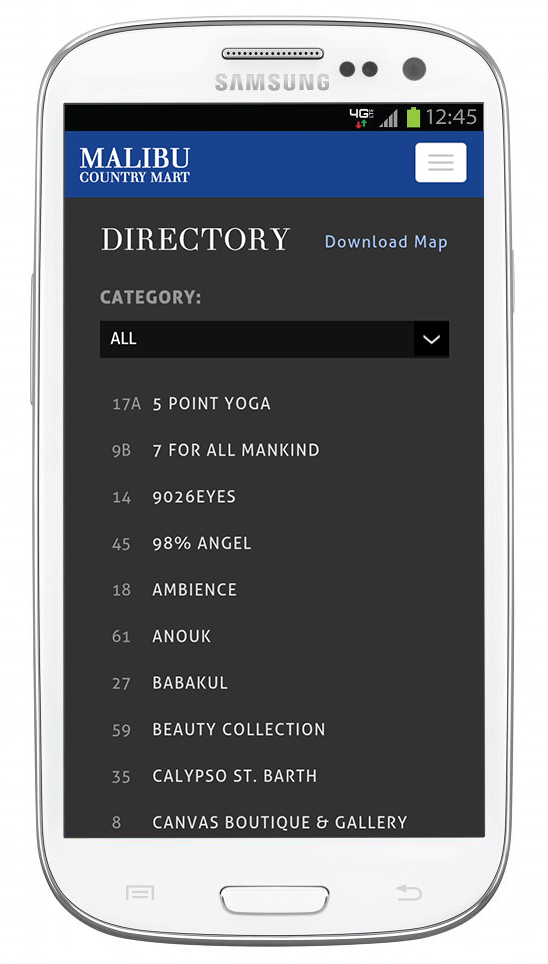 SAMSUNG
4G LTE 12:45
MALIBU
COUNTRY MART
DIRECTORY Download Map
CATEGORY:
ALL
17A 5 POINT YOGA
9B 7 FOR ALL MANKIND
14 9026EYES
45 98% ANGEL
18 AMBIENCE
61 ANOUK
27 BABAKUL
59 BEAUTY COLLECTION
35 CALYPSO ST. BARTH
8 CANVAS BOUTIQUE & GALLERY